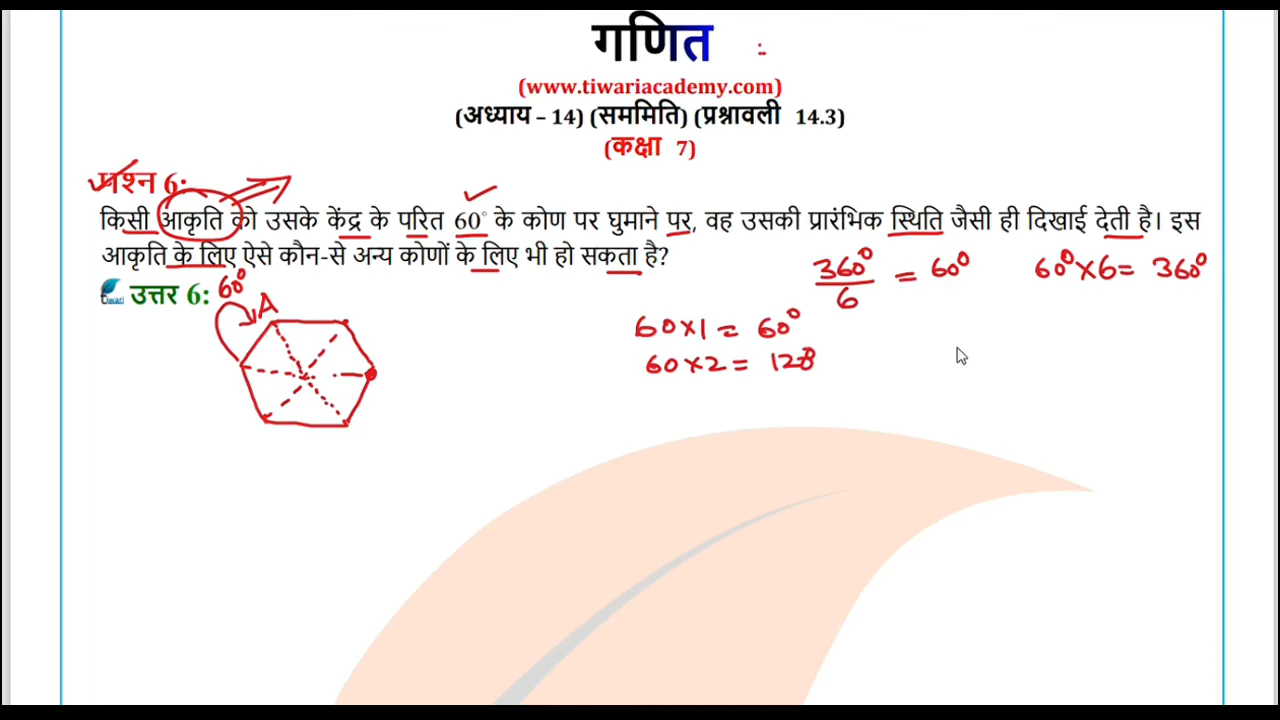 गणित
(www.tiwariacademy.com)
(अध्याय – 14) (सममिति) (प्रश्नावली 14.3)
(कक्षा 7)
प्रश्न 6:
किसी आकृति को उसके केंद्र के परित 60° के कोण पर घुमाने पर, वह उसकी प्रारंभिक स्थिति जैसी ही दिखाई देती है। इस
आकृति के लिए ऐसे कौन-से अन्य कोणों के लिए भी हो सकता है?
360°/6 = 60° 60°×6= 360°
उत्तर 6: 60°
A
60×1 = 60°
60×2 = 120°